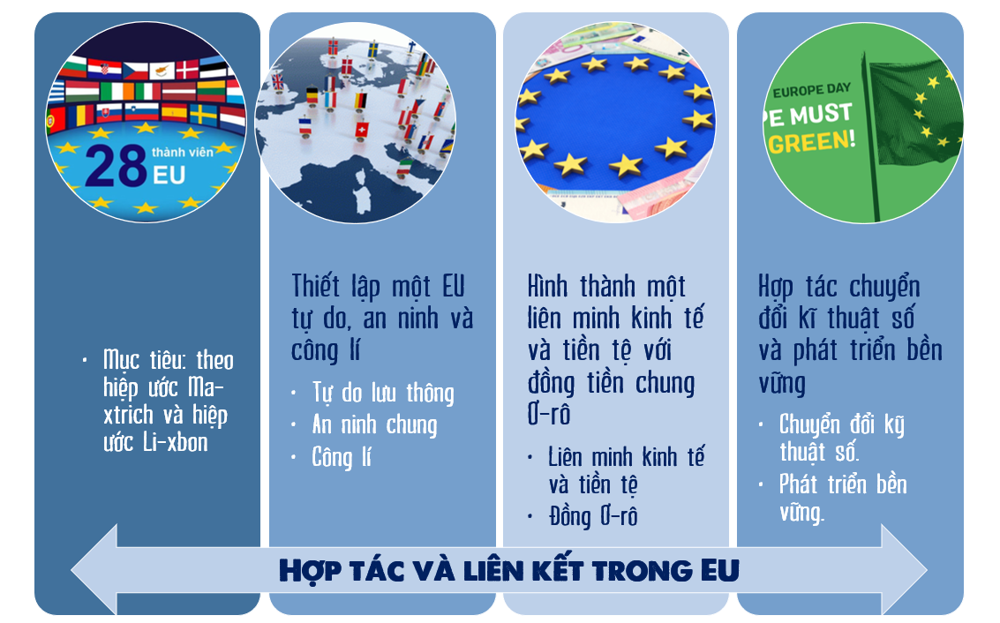 28 thành viên
EU
EUROPE DAY
PE MUST
GREEN!
• Mục tiêu: theo
hiệp ước Ma-
xtrich và hiệp
ước Li-xbon
Thiết lập một EU
tự do, an ninh và
công lí
• Tự do lưu thông
• An ninh chung
• Công lí
Hình thành một
liên minh kinh tế
và tiền tệ với
đồng tiền chung
Ơ-rô
• Liên minh kinh tế
và tiền tệ
• Đồng Ơ-rô
Hợp tác chuyển
đổi kĩ thuật số
và phát triển bền
vững
• Chuyển đổi kỹ
thuật số.
• Phát triển bền
vững.
HỢP TÁC VÀ LIÊN KẾT TRONG EU